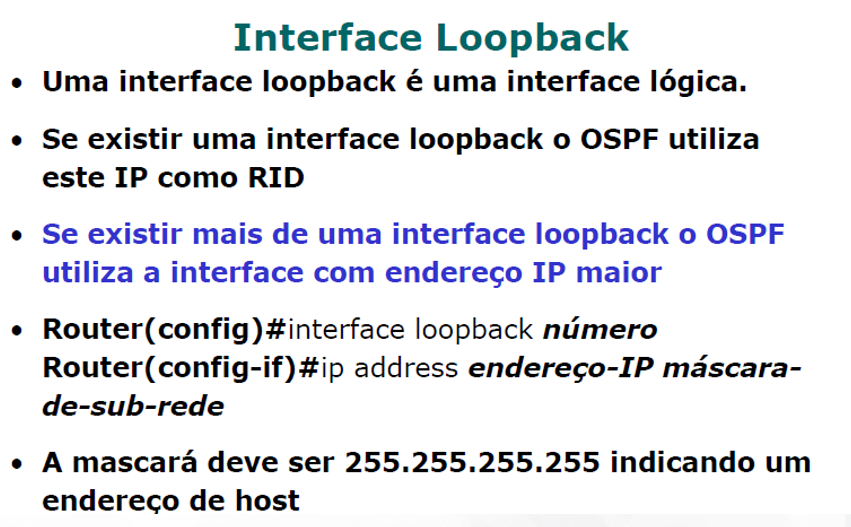 Interface Loopback
• Uma interface loopback é uma interface lógica.
• Se existir uma interface loopback o OSPF utiliza
este IP como RID
• Se existir mais de uma interface loopback o OSPF
utiliza a interface com endereço IP maior
• Router(config)#interface loopback número
Router(config-if)#ip address endereço-IP máscara-
de-sub-rede
• A mascará deve ser 255.255.255.255 indicando um
endereço de host